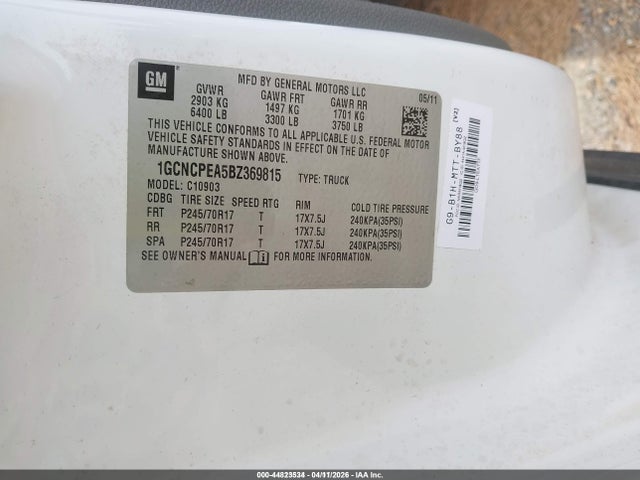 GM
MFD BY GENERAL MOTORS LLC
GVWR GAWR FRT GAWR RR 05/11
2903 KG 1497 KG 1701 KG
6400 LB 3300 LB 3750 LB
THIS VEHICLE CONFORMS TO ALL APPLICABLE U.S. FEDERAL MOTOR
VEHICLE SAFETY STANDARDS IN EFFECT ON THE DATE OF
MANUFACTURE SHOWN ABOVE.
1GCNCPEA5BZ369815 TYPE: TRUCK
MODEL: C10903
CDBG TIRE SIZE SPEED RTG RIM COLD TIRE PRESSURE
FRT P245/70R17 T 17X7.5J 240KPA(35PSI)
RR P245/70R17 T 17X7.5J 240KPA(35PSI)
SPA P245/70R17 T 17X7.5J 240KPA(35PSI)
SEE OWNER'S MANUAL FOR MORE INFORMATION.
G9-B1H-MTT-BY88 (V2)
000-44823534 - 04/11/2026 - IAA Inc.